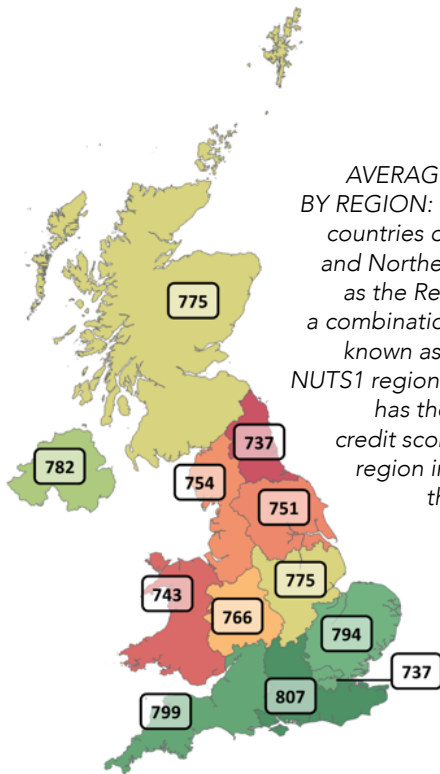 AVERAG
BY REGION:
countries o
and Northe
as the Re
a combinatio
known as
NUTS1 region
has the
credit scor
region in
th
775
737
782
754
751
743
775
766
794
737
807
799